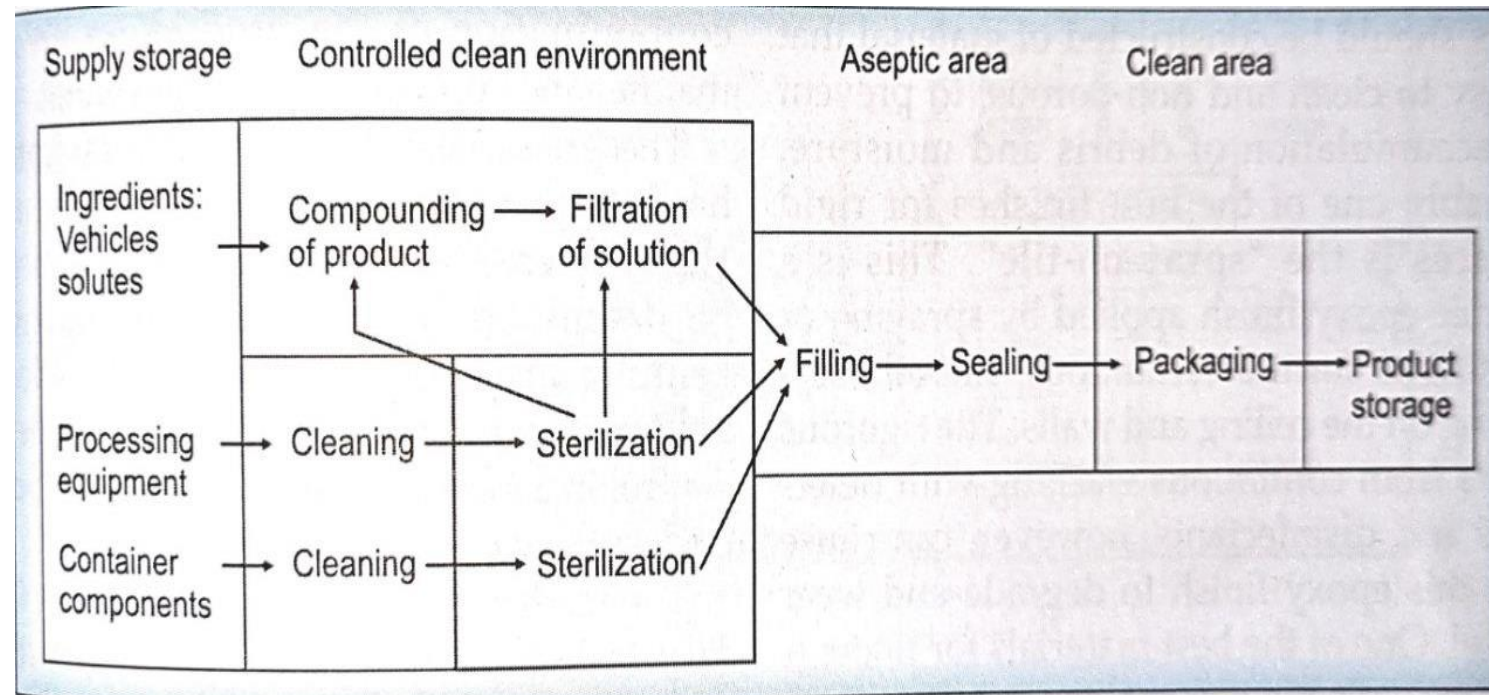 Supply storage
Controlled clean environment
Aseptic area
Clean area
Ingredients:
Vehicles
solutes
Compounding
of product
Filtration
of solution
Filling
Sealing
Packaging
Product
storage
Processing
equipment
Cleaning
Sterilization
Container
components
Cleaning
Sterilization